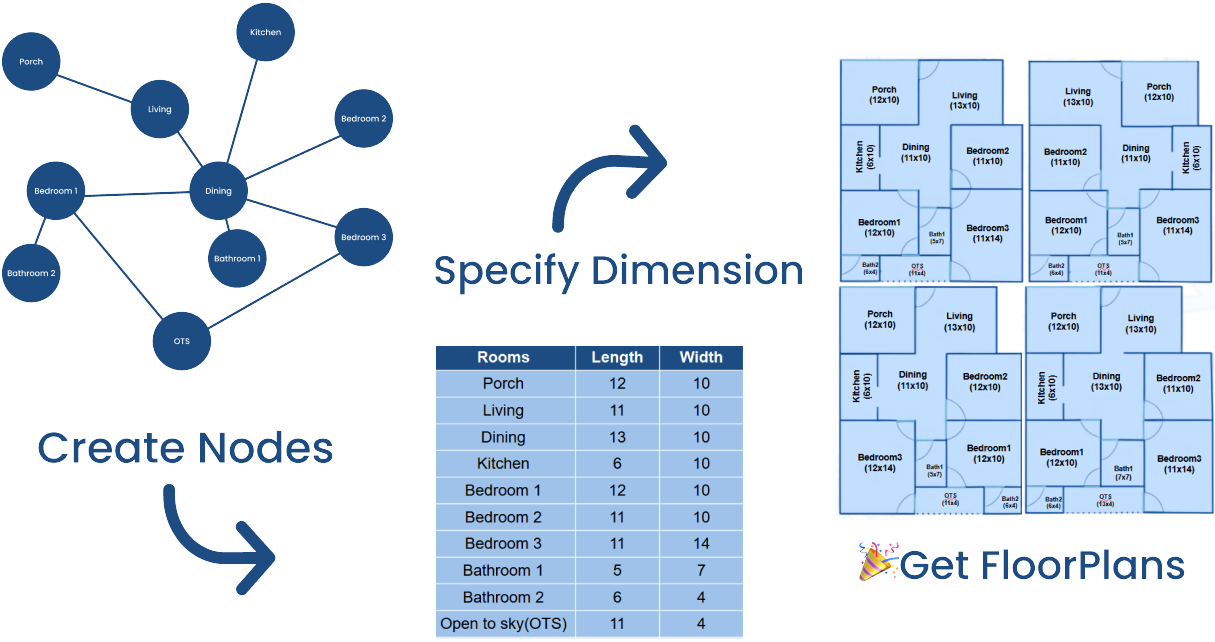 Kitchen
Porch
Living
Bedroom 2
Bedroom 1
Dining
Bedroom 3
Bathroom 1
Bathroom 2
OTS
Create Nodes
Specify Dimension
Rooms Length Width
Porch 12 10
Living 11 10
Dining 13 10
Kitchen 6 10
Bedroom 1 12 10
Bedroom 2 11 10
Bedroom 3 11 14
Bathroom 1 5 7
Bathroom 2 6 4
Open to sky(OTS) 11 4
Porch
(12x10)
Living
(13x10)
Kitchen
(6x10)
Dining
(11x10)
Bedroom2
(11x10)
Bedroom1
(12x10)
Bath1
(5x7)
Bedroom3
(11x14)
Bath2
(6x4)
OTS
(11x4)
Living
(13x10)
Porch
(12x10)
Bedroom2
(11x10)
Dining
(11x10)
Kitchen
(6x10)
Bedroom1
(12x10)
Bath1
(5x7)
Bedroom3
(11x14)
Bath2
(6x4)
OTS
(11x4)
Porch
(12x10)
Living
(13x10)
Kitchen
(6x10)
Dining
(11x10)
Bedroom2
(12x10)
Bedroom3
(12x14)
Bath1
(5x7)
Bedroom1
(12x10)
OTS
(11x4)
Bath2
(6x4)
Porch
(12x10)
Living
(13x10)
Kitchen
(6x10)
Dining
(13x10)
Bedroom2
(11x10)
Bedroom1
(12x10)
Bath1
(7x7)
Bedroom3
(11x14)
Bath2
(6x4)
OTS
(13x4)
Get FloorPlans